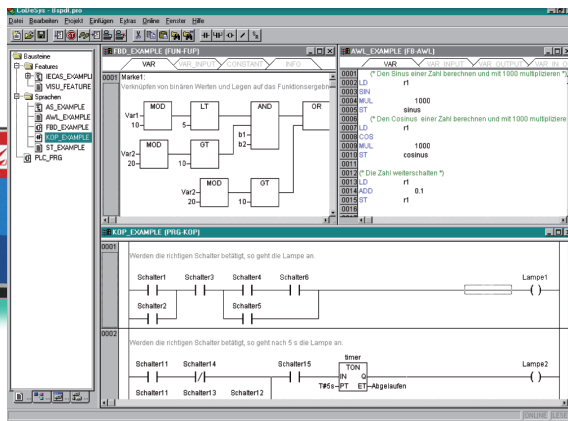 CoDeSys - Bspdf.pro
Datei Bearbeiten Projekt Einfügen Extras Online Fenster Hilfe
Bausteine
Features
IECAS_EXAMPL
VISU_FEATURE
Sprachen
AS_EXAMPLE
AWL_EXAMPLE
FBD_EXAMPLE
KOP_EXAMPLE
ST_EXAMPLE
PLC_PRG
FBD_EXAMPLE (FUN-FUP)
VAR VAR_INPUT CONSTANT INFO
0001 Marke1:
Verknüpfen von binären Werten und Legen auf das Funktionsergebn
MOD LT AND OR
Var1
10 5
b1
b2
MOD GT
Var2
20 10
MOD GT
Var2
20 10
AWL_EXAMPLE (FB-AWL)
VAR VAR_INPUT VAR_OUTPUT VAR_IN_O
0001 (* Den Sinus einer Zahl berechnen und mit 1000 multiplizieren *)
0002 LD r1
0003 SIN
0004 MUL 1000
0005 ST sinus
0006 (* Den Cosinus einer Zahl berechnen und mit 1000 multipliziere
0007 LD r1
0008 COS
0009 MUL 1000
0010 ST cosinus
0011
0012 (* Die Zahl weiterschalten *)
0013 LD r1
0014 ADD 0.1
0015 ST r1
0016
KOP_EXAMPLE (PRG-KOP)
0001
Werden die richtigen Schalter betätigt, so geht die Lampe an.
Schalter1 Schalter3 Schalter4 Schalter6 Lampe1
Schalter2 Schalter5
0002
Werden die richtigen Schalter betätigt, so geht nach 5 s die Lampe an.
timer
Schalter11 Schalter14 Schalter15 TON Lampe2
IN Q
T#5s PT ET Abgelaufen
Schalter11 Schalter13 Schalter12
ONLINE